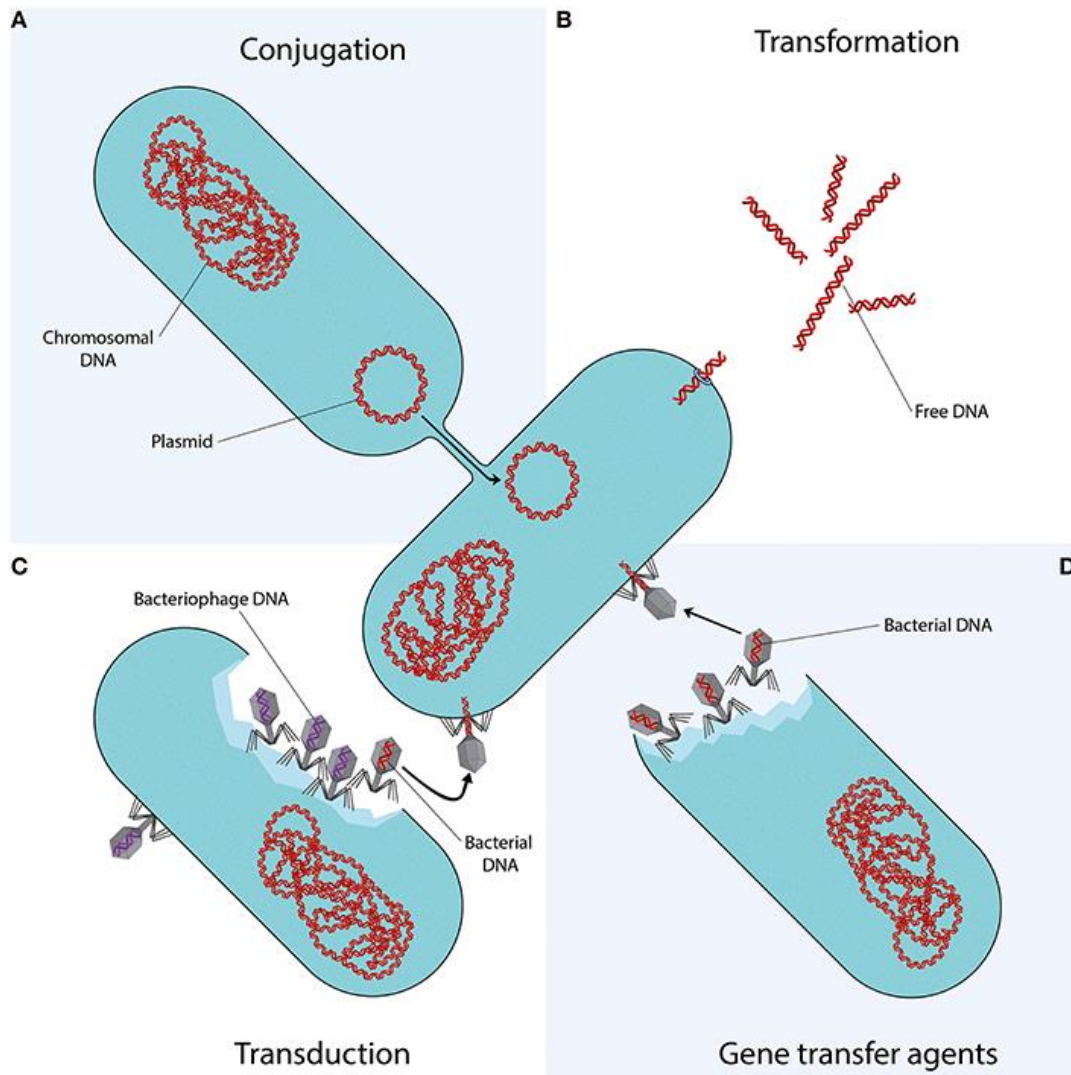 A
Conjugation
Chromosomal
DNA
Plasmid
B
Transformation
Free DNA
C
Bacteriophage DNA
Bacterial
DNA
Transduction
D
Bacterial DNA
Gene transfer agents